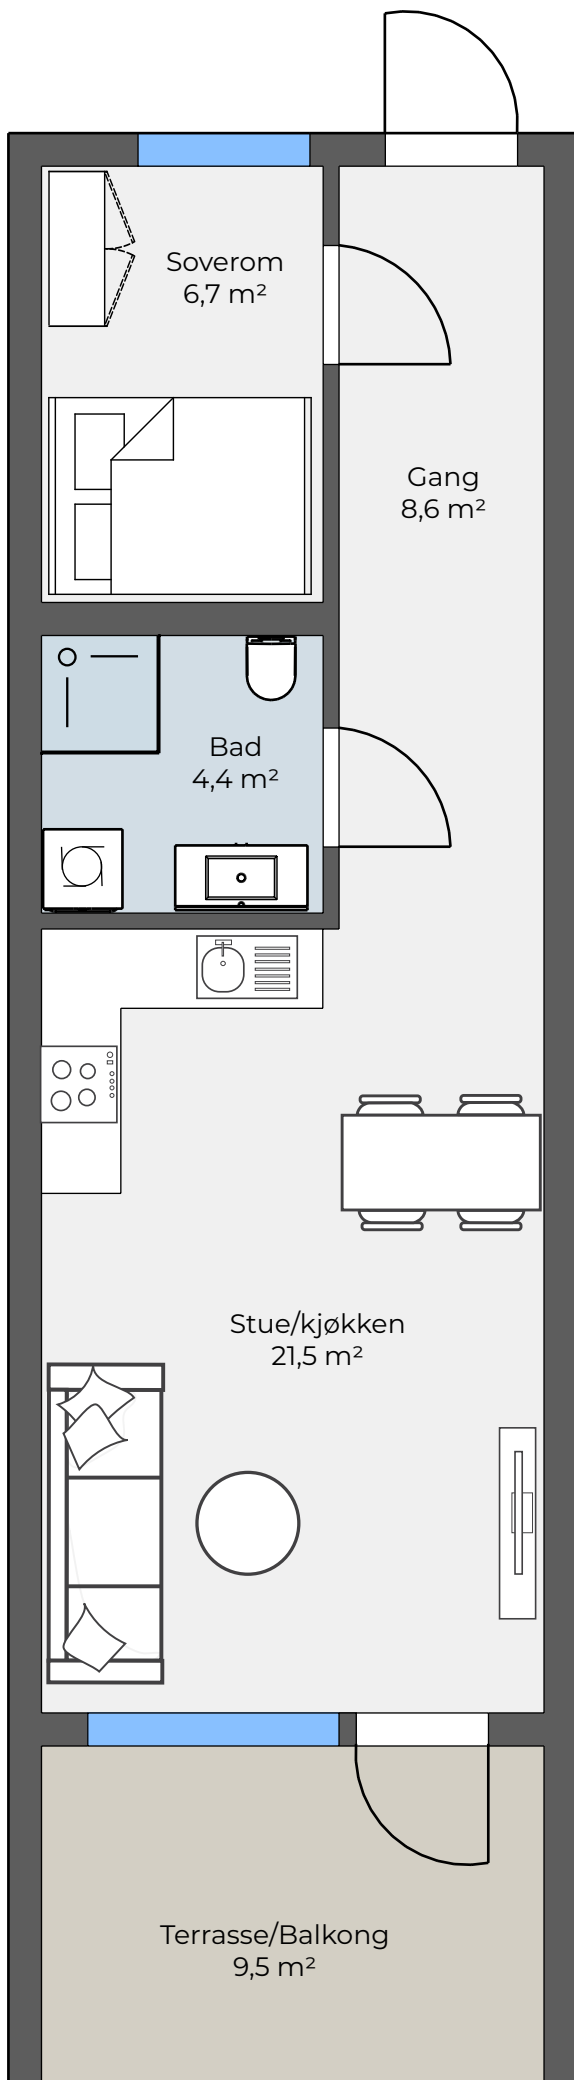 Soverom
6,7 m²
Gang
8,6 m²
Bad
4,4 m²
Stue/kjøkken
21,5 m²
Terrasse/Balkong
9,5 m²